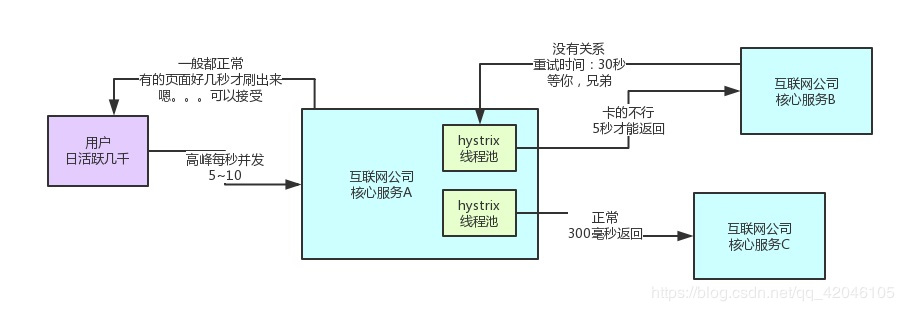 一般都正常
有的页面好几秒才刷出来
嗯。。。可以接受
用户
日活跃几千
高峰每秒并发
5~10
互联网公司
核心服务A
hystrix
线程池
hystrix
线程池
没有关系
重试时间：30秒
等你，兄弟
卡的不行
5秒才能返回
正常
300毫秒返回
互联网公司
核心服务B
互联网公司
核心服务C
https://blog.csdn.net/qq_42046105